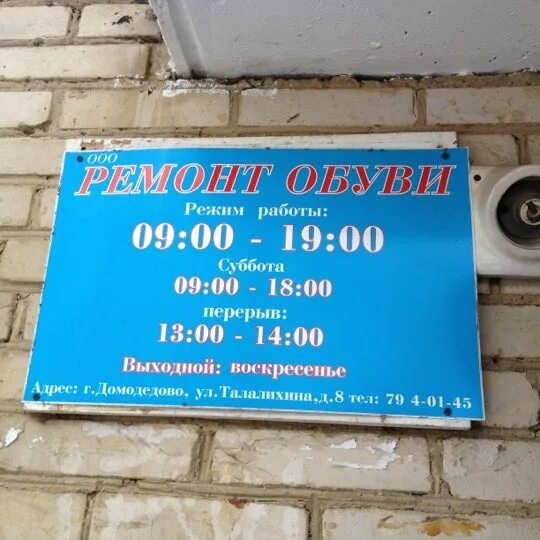 ООО
РЕМОНТ ОБУВИ
Режим работы:
09:00 - 19:00
Суббота
09:00 - 18:00
перерыв:
13:00 - 14:00
Выходной: воскресенье
Адрес: г.Домодедово, ул.Талалихина,д.8 тел: 79 4-01-45